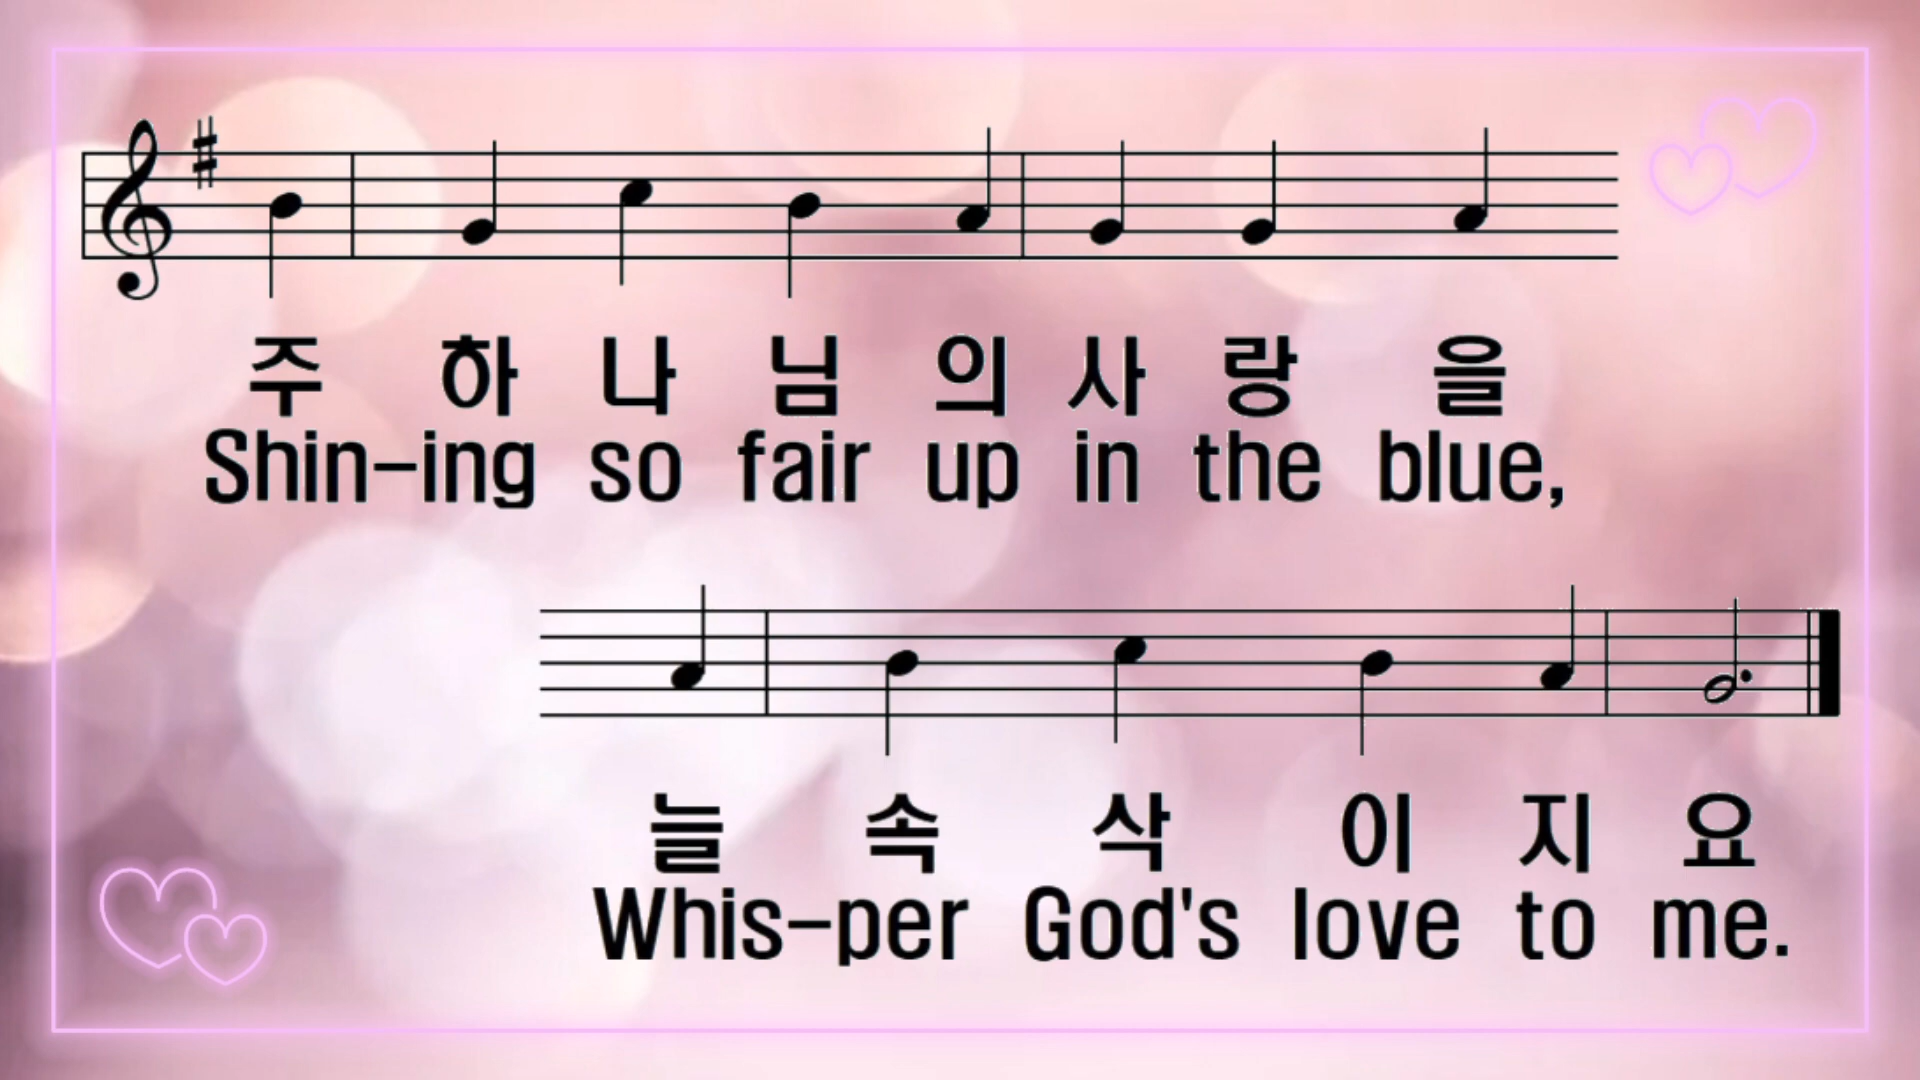 주 하 나 님 의 사 랑 을
Shin-ing so fair up in the blue,
늘 속 삭 이 지 요
Whis-per God's love to me.